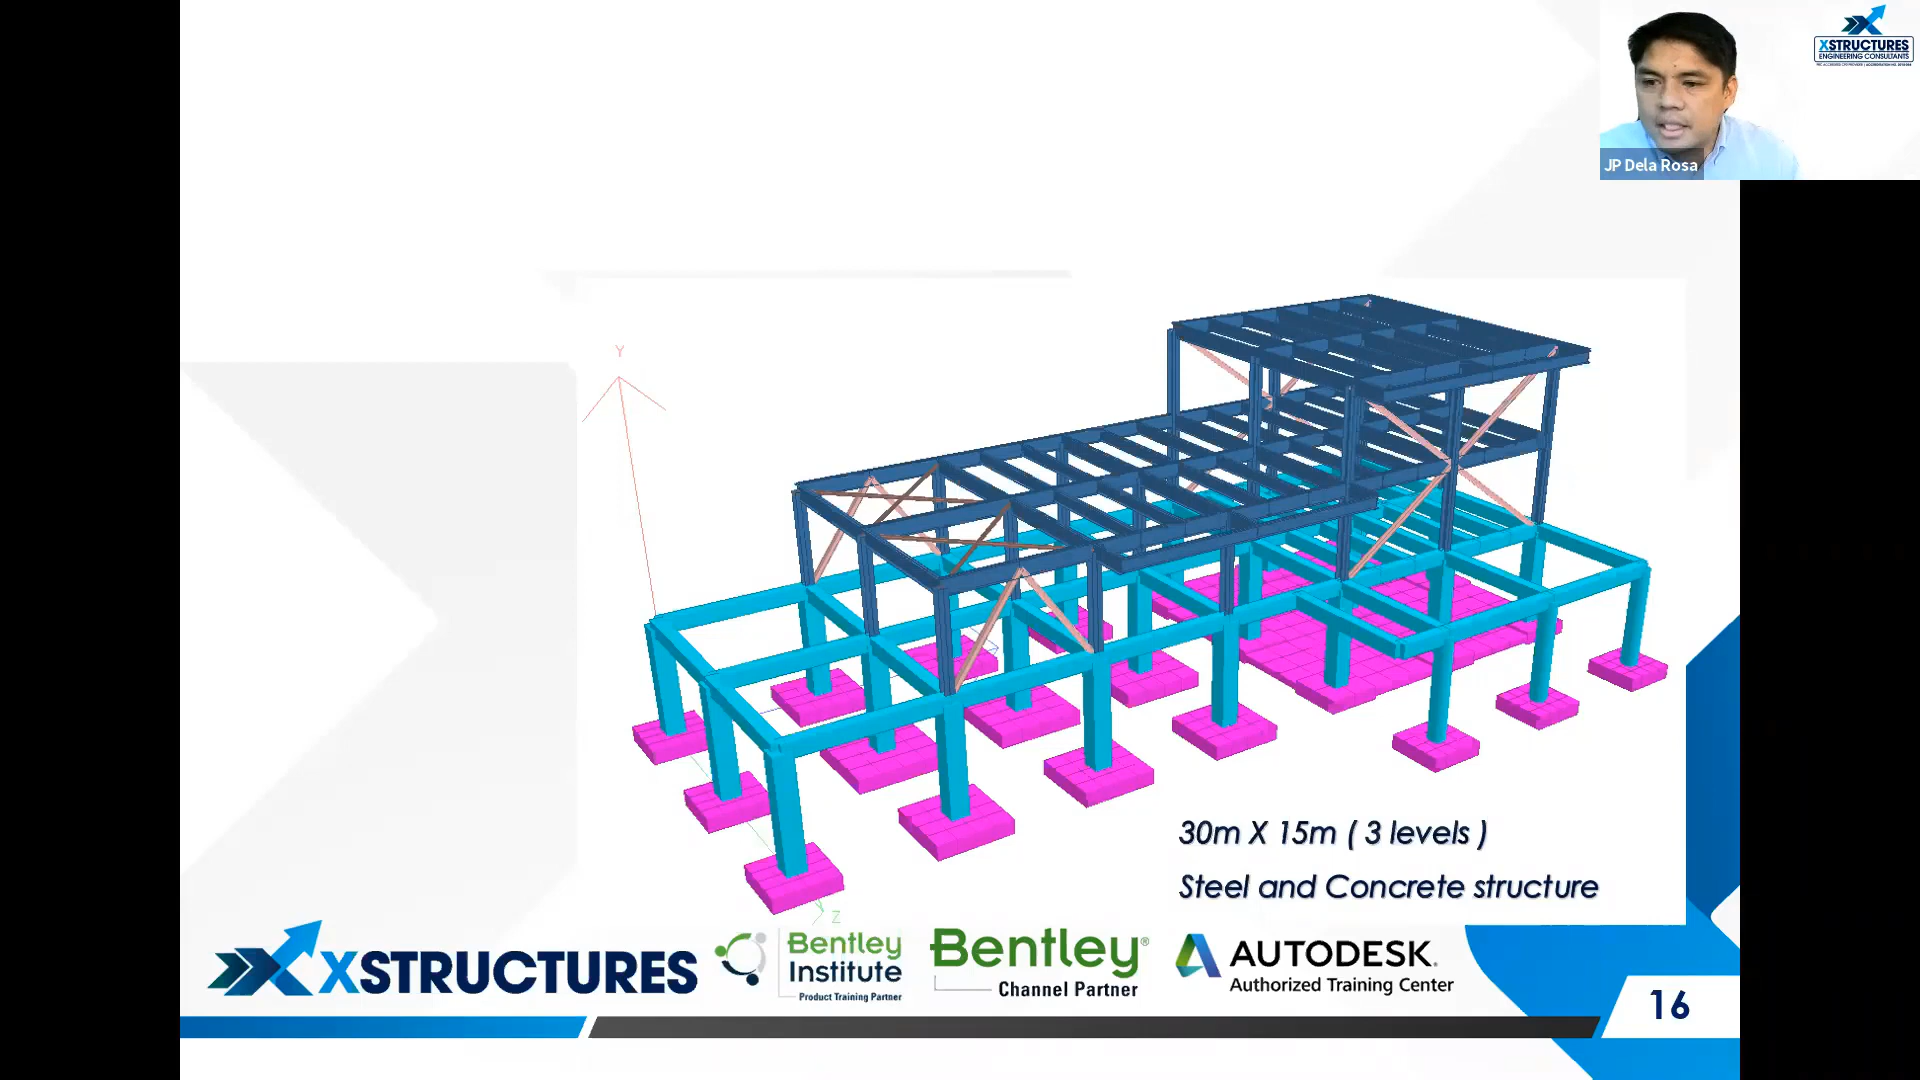 XSTRUCTURES
ENGINEERING CONSULTANTS
JP Dela Rosa
Y
30m X 15m ( 3 levels )
Steel and Concrete structure
Z
XSTRUCTURES
Bentley
Institute
Product Training Partner
Bentley®
Channel Partner
AUTODESK.
Authorized Training Center
16